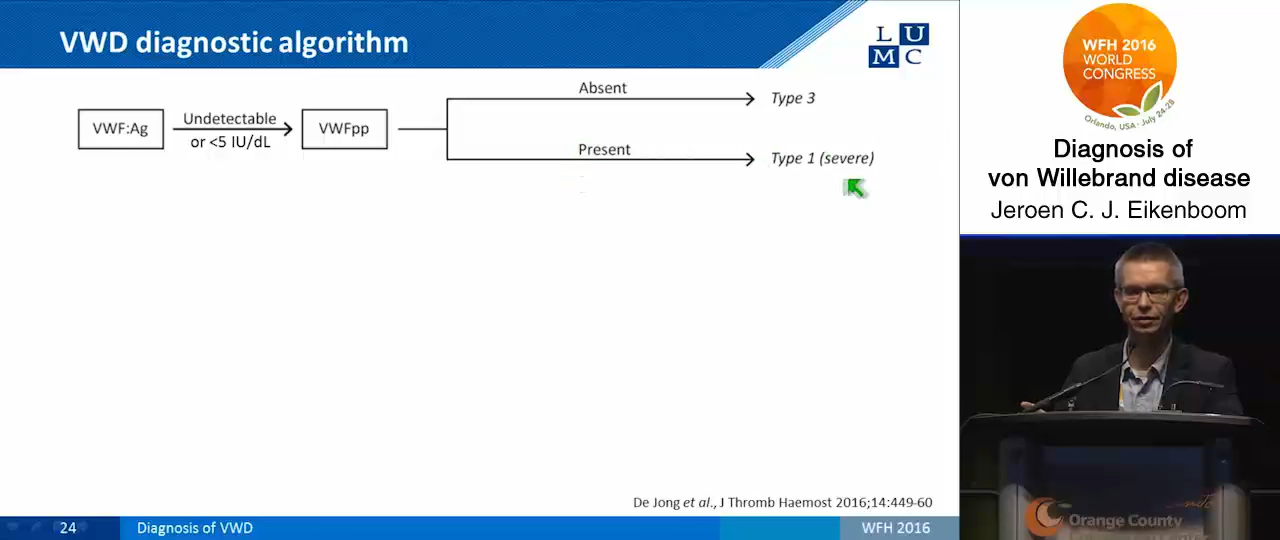 VWD diagnostic algorithm
L U
M C
VWF:Ag
Undetectable
or <5 IU/dL
VWFpp
Absent
Type 3
Present
Type 1 (severe)
De Jong et al., J Thromb Haemost 2016;14:449-60
24
Diagnosis of VWD
WFH 2016
WFH 2016
WORLD
CONGRESS
Orlando, USA • July 24-28
Diagnosis of
von Willebrand disease
Jeroen C. J. Eikenboom
Orange County